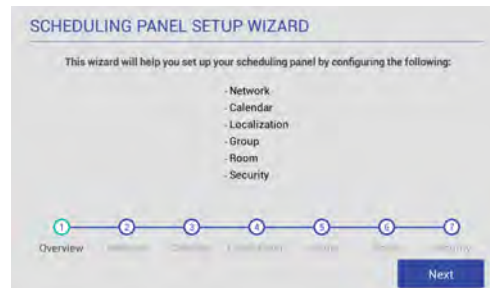 SCHEDULING PANEL SETUP WIZARD
This wizard will help you set up your scheduling panel by configuring the following:
- Network
- Calendar
- Localization
- Group
- Room
- Security
1 2 3 4 5 6 7
Overview
Next